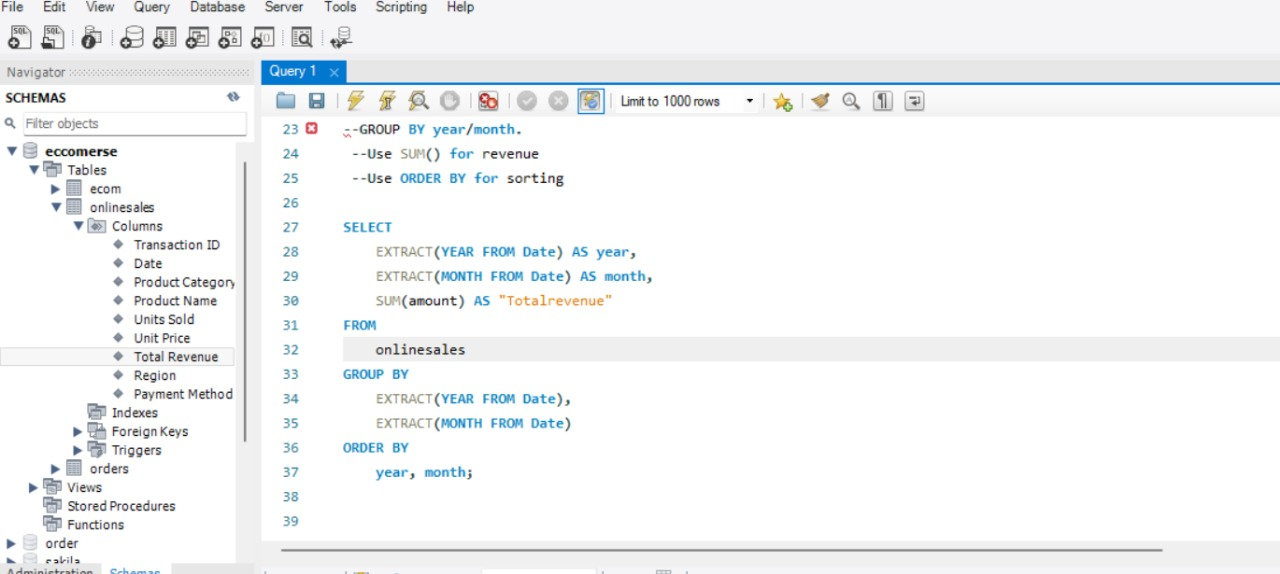 File Edit View Query Database Server Tools Scripting Help
Navigator
Query 1
SCHEMAS
Limit to 1000 rows
Filter objects
eccomerse
Tables
ecom
onlinesales
Columns
Transaction ID
Date
Product Category
Product Name
Units Sold
Unit Price
Total Revenue
Region
Payment Method
Indexes
Foreign Keys
Triggers
orders
Views
Stored Procedures
Functions
order
sakila
Administration Schemas
23 --GROUP BY year/month.
24 --Use SUM() for revenue
25 --Use ORDER BY for sorting
26
27 SELECT
28 EXTRACT(YEAR FROM Date) AS year,
29 EXTRACT(MONTH FROM Date) AS month,
30 SUM(amount) AS "Totalrevenue"
31 FROM
32 onlinesales
33 GROUP BY
34 EXTRACT(YEAR FROM Date),
35 EXTRACT(MONTH FROM Date)
36 ORDER BY
37 year, month;
38
39